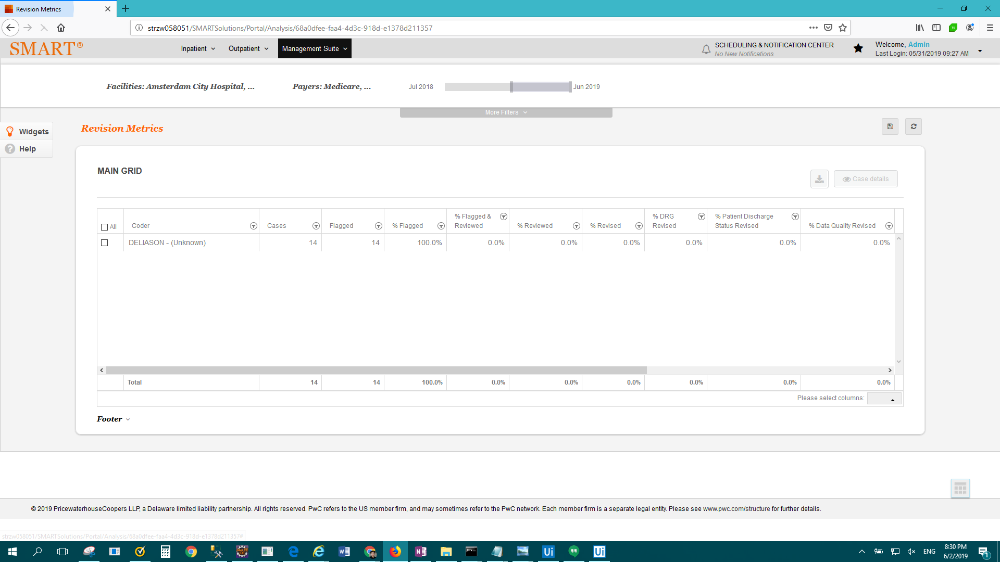 Revision Metrics
strzw058051/SMARTSolutions/Portal/Analysis/68a0dfee-faa4-4d3c-918d-e1378d211357
SMART®
Inpatient
Outpatient
Management Suite
SCHEDULING & NOTIFICATION CENTER
No New Notifications
Welcome, Admin
Last Login: 05/31/2019 09:27 AM
Facilities: Amsterdam City Hospital, ...
Payers: Medicare, ...
Jul 2018
Jun 2019
More Filters
Widgets
Help
Revision Metrics
MAIN GRID
Case details
All
Coder
Cases
Flagged
% Flagged
% Flagged &
Reviewed
% Reviewed
% Revised
% DRG
Revised
% Patient Discharge
Status Revised
% Data Quality Revised
DELIASON - (Unknown) 14 14 100.0% 0.0% 0.0% 0.0% 0.0% 0.0% 0.0%
Total 14 14 100.0% 0.0% 0.0% 0.0% 0.0% 0.0% 0.0%
Please select columns:
Footer
© 2019 PricewaterhouseCoopers LLP, a Delaware limited liability partnership. All rights reserved. PwC refers to the US member firm, and may sometimes refer to the PwC network. Each member firm is a separate legal entity. Please see www.pwc.com/structure for further details.
strzw058051/SMARTSolutions/Portal/Analysis/68a0dfee-faa4-4d3c-918d-e1378d211357#
ENG
8:30 PM
6/2/2019
1